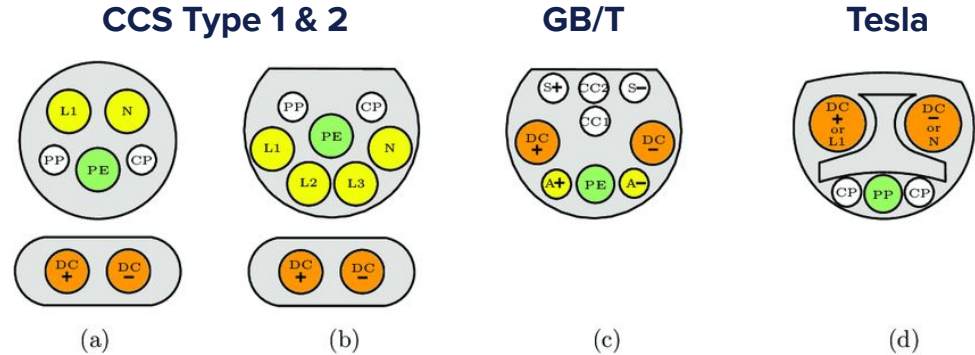 CCS Type 1 & 2
GB/T
Tesla
L1
N
PP
PE
CP
DC
+
DC
−
(a)
PP
CP
PE
L1
N
L2
L3
DC
+
DC
−
(b)
S+
CC2
S−
CC1
DC
+
DC
−
A+
PE
A−
(c)
DC
+
or
L1
DC
−
or
N
CP
PP
CP
(d)